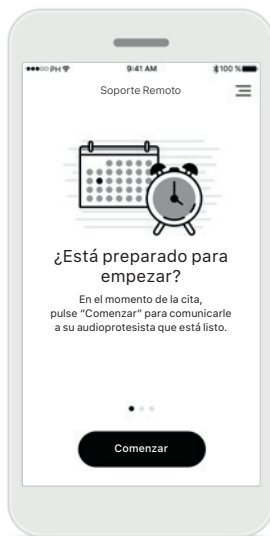 ●●●○○ PH 9:41 AM 100 %
Soporte Remoto
¿Está preparado para
empezar?
En el momento de la cita,
pulse “Comenzar” para comunicarle
a su audioprotesista que está listo.
Comenzar